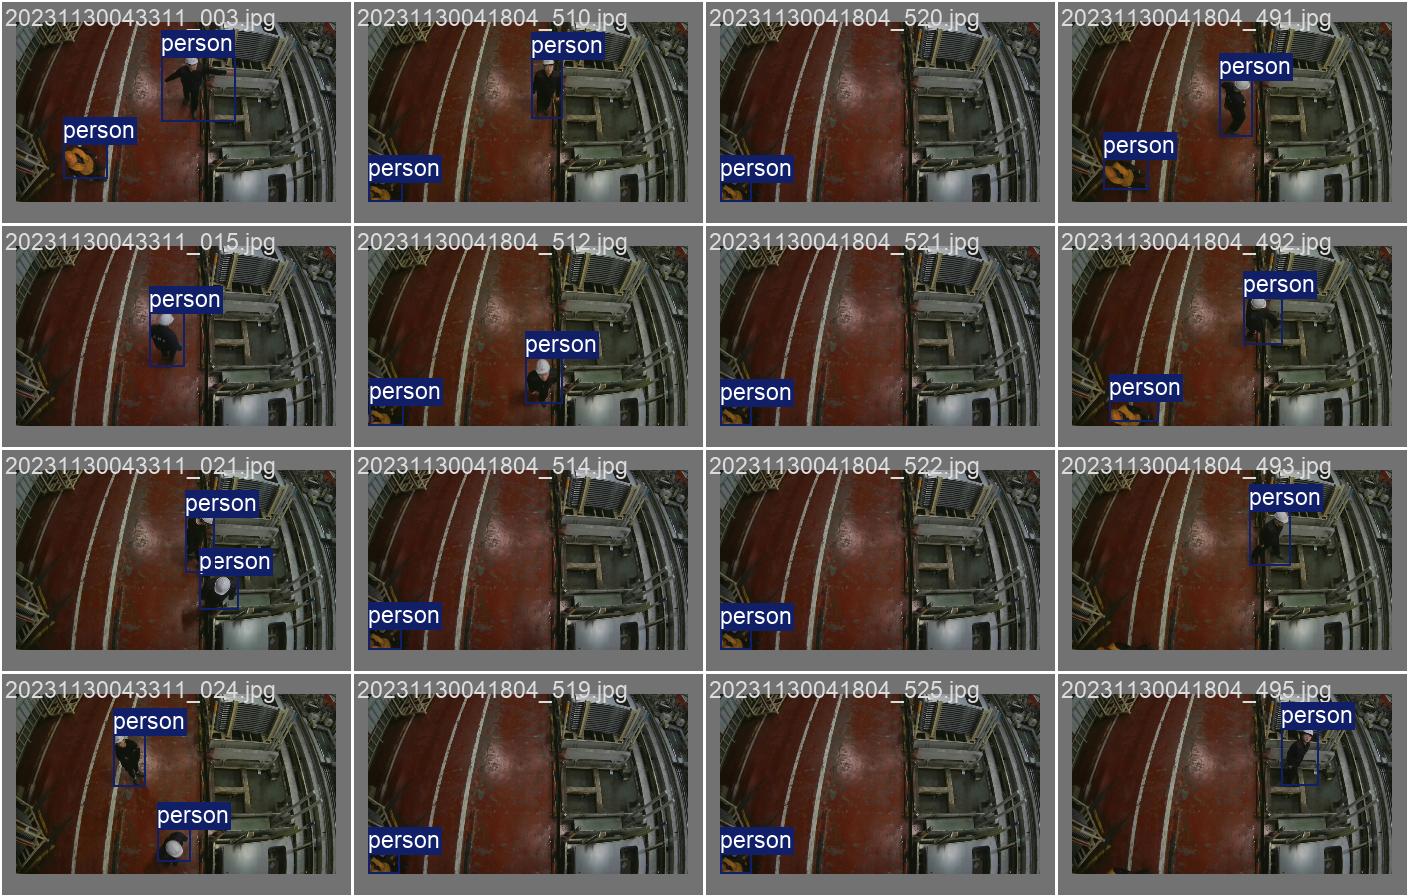 20231130043311_003.jpg
person
person
20231130041804_510.jpg
person
person
20231130041804_520.jpg
person
20231130041804_491.jpg
person
person
20231130043311_015.jpg
person
20231130041804_512.jpg
person
person
20231130041804_521.jpg
person
20231130041804_492.jpg
person
person
20231130043311_021.jpg
person
person
20231130041804_514.jpg
person
20231130041804_522.jpg
person
20231130041804_493.jpg
person
20231130043311_024.jpg
person
person
20231130041804_519.jpg
person
20231130041804_525.jpg
person
20231130041804_495.jpg
person